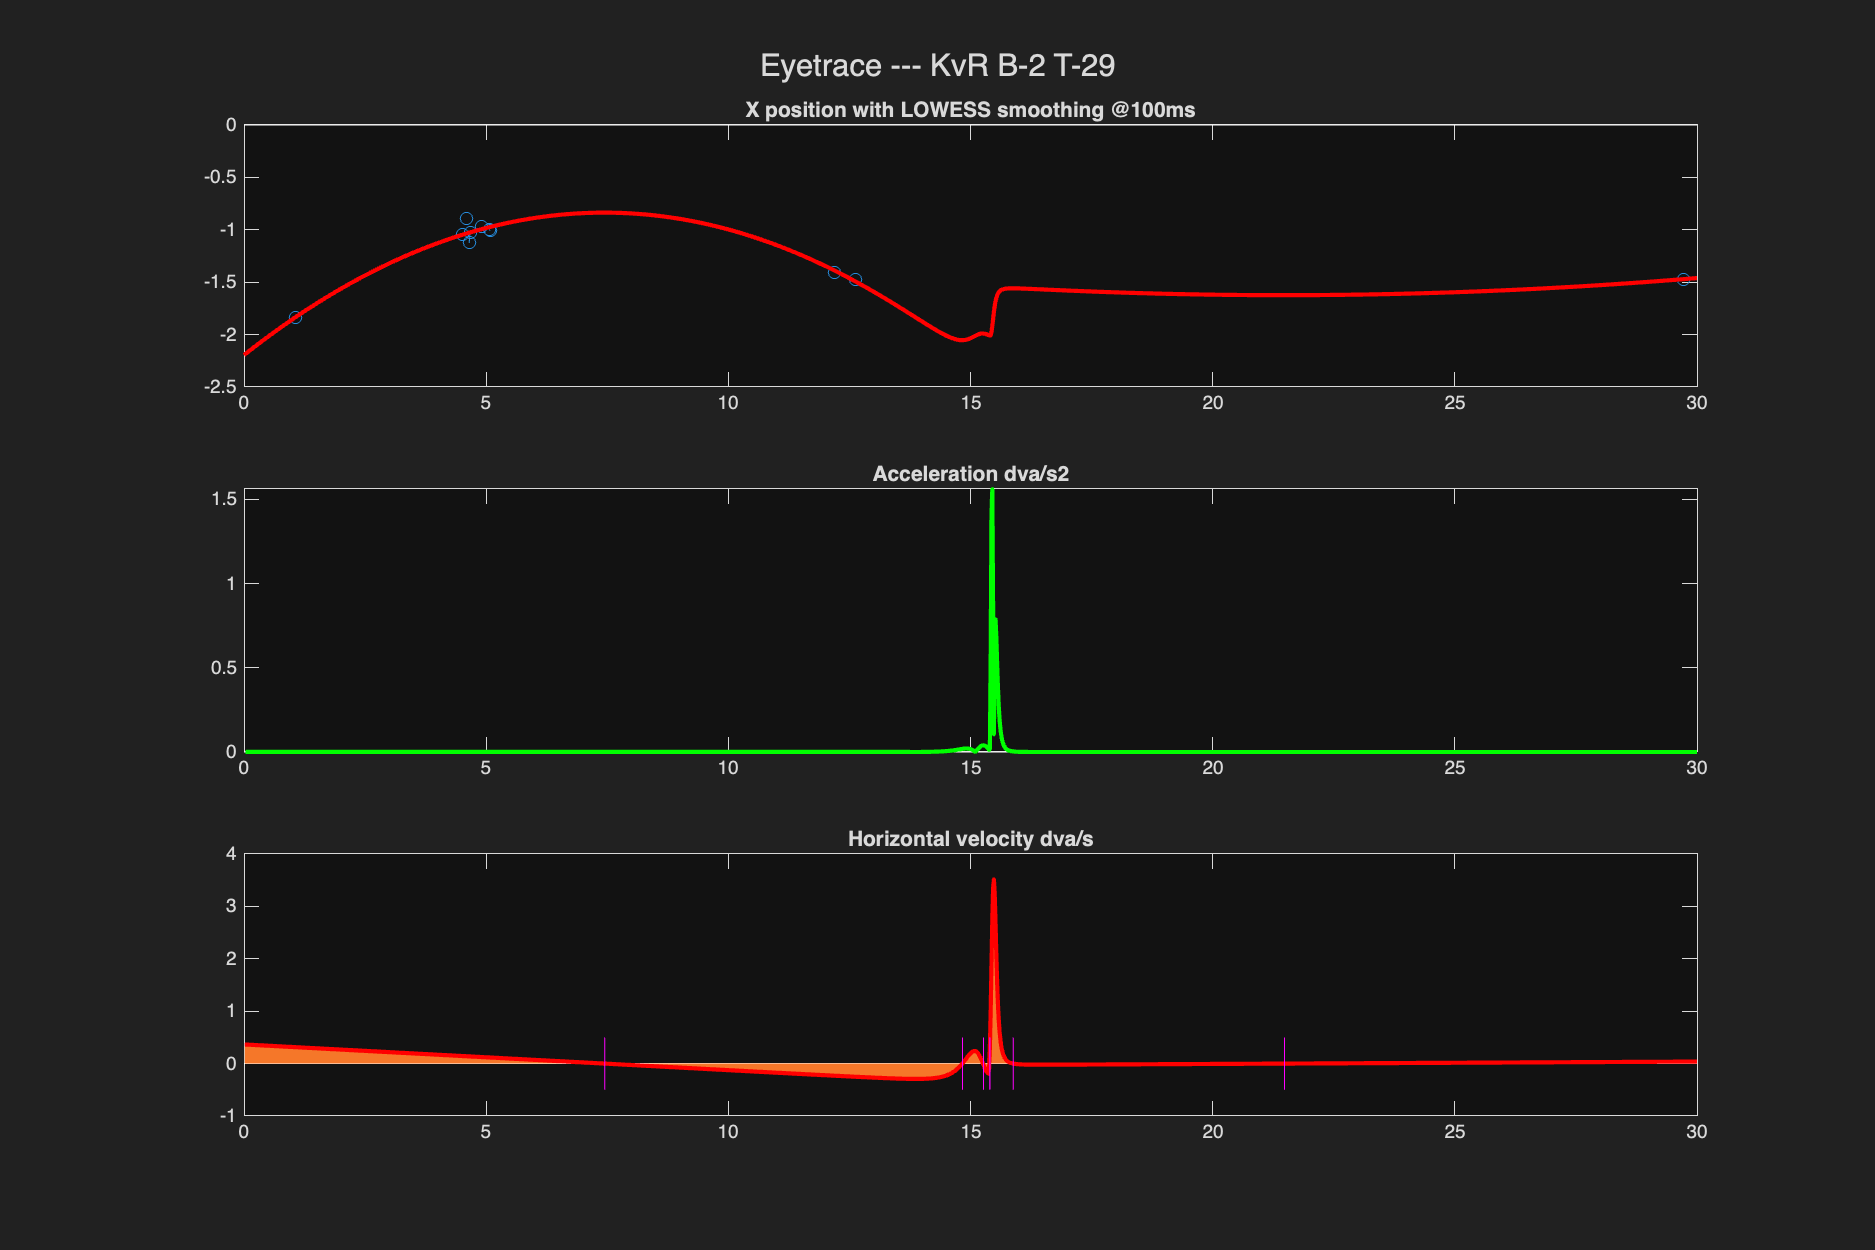 Eyetrace --- KvR B-2 T-29
X position with LOWESS smoothing @100ms
0
-0.5
-1
-1.5
-2
-2.5
0 5 10 15 20 25 30
Acceleration dva/s2
1.5
1
0.5
0
0 5 10 15 20 25 30
Horizontal velocity dva/s
4
3
2
1
0
-1
0 5 10 15 20 25 30